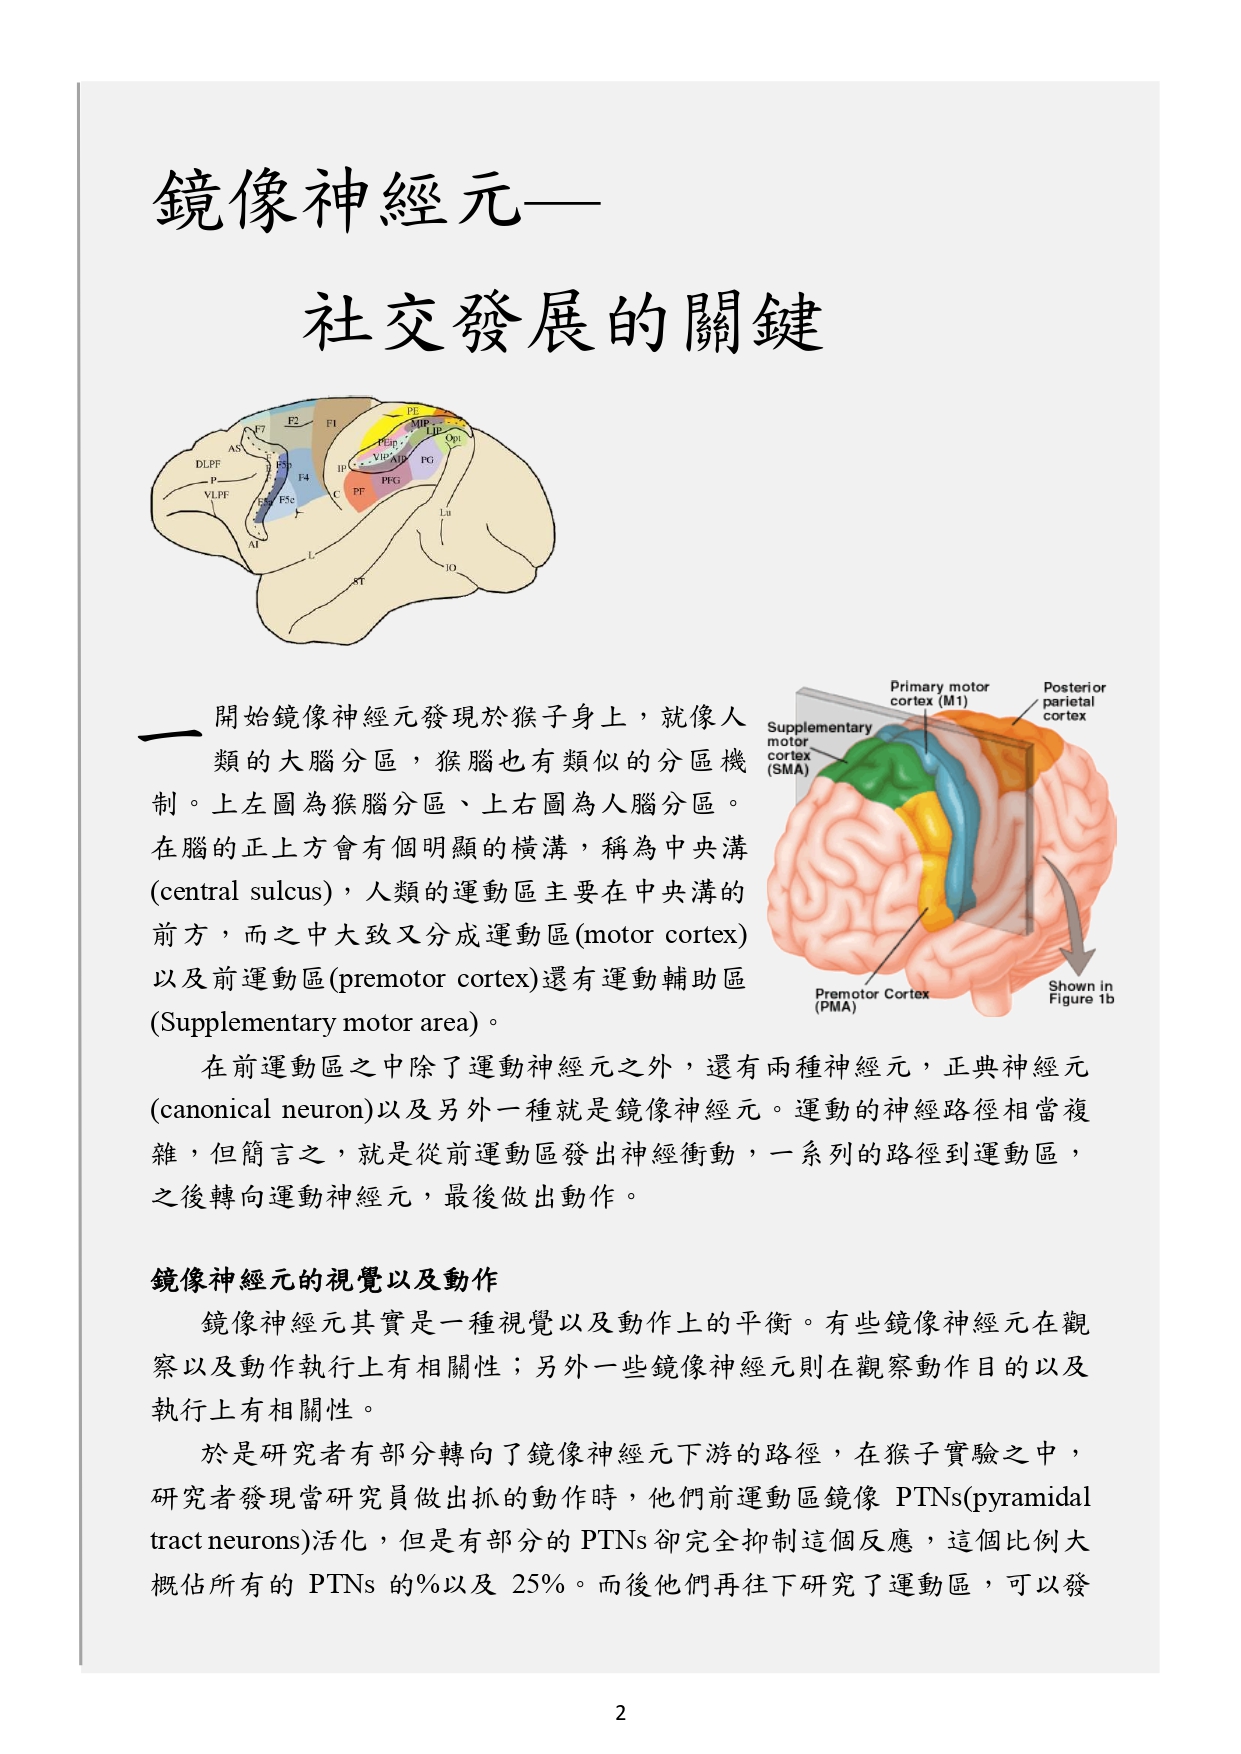 鏡像神經元—
社交發展的關鍵
PE
F2
F1
F7
MIP
LIP
Opt
AS
PEip
VIP
AIP
PG
DLPF
F5p
IP
P
F4
PFG
VLPF
PF
F5c
C
Lu
AI
L
IO
ST
Primary motor
cortex (M1)
Posterior
parietal
cortex
Supplementary
motor
cortex
(SMA)
Premotor Cortex
(PMA)
Shown in
Figure 1b
一開始鏡像神經元發現於猴子身上，就像人
類的大腦分區，猴腦也有類似的分區機
制。上左圖為猴腦分區、上右圖為人腦分區。
在腦的正上方會有個明顯的橫溝，稱為中央溝
(central sulcus)，人類的運動區主要在中央溝的
前方，而之中大致又分成運動區(motor cortex)
以及前運動區(premotor cortex)還有運動輔助區
(Supplementary motor area)。
在前運動區之中除了運動神經元之外，還有兩種神經元，正典神經元
(canonical neuron)以及另外一種就是鏡像神經元。運動的神經路徑相當複
雜，但簡言之，就是從前運動區發出神經衝動，一系列的路徑到運動區，
之後轉向運動神經元，最後做出動作。
鏡像神經元的視覺以及動作
鏡像神經元其實是一種視覺以及動作上的平衡。有些鏡像神經元在觀
察以及動作執行上有相關性；另外一些鏡像神經元則在觀察動作目的以及
執行上有相關性。
於是研究者有部分轉向了鏡像神經元下游的路徑，在猴子實驗之中，
研究者發現當研究員做出抓的動作時，他們前運動區鏡像 PTNs(pyramidal
tract neurons)活化，但是有部分的 PTNs 卻完全抑制這個反應，這個比例大
概佔所有的 PTNs 的%以及 25%。而後他們再往下研究了運動區，可以發
2